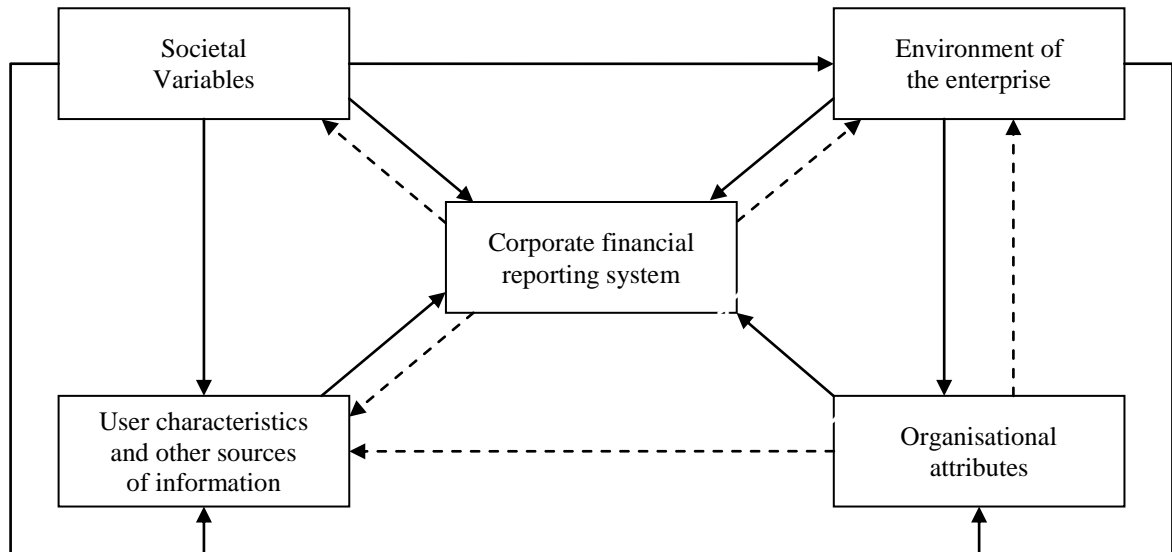 Societal
Variables
Environment of
the enterprise
Corporate financial
reporting system
User characteristics
and other sources
of information
Organisational
attributes